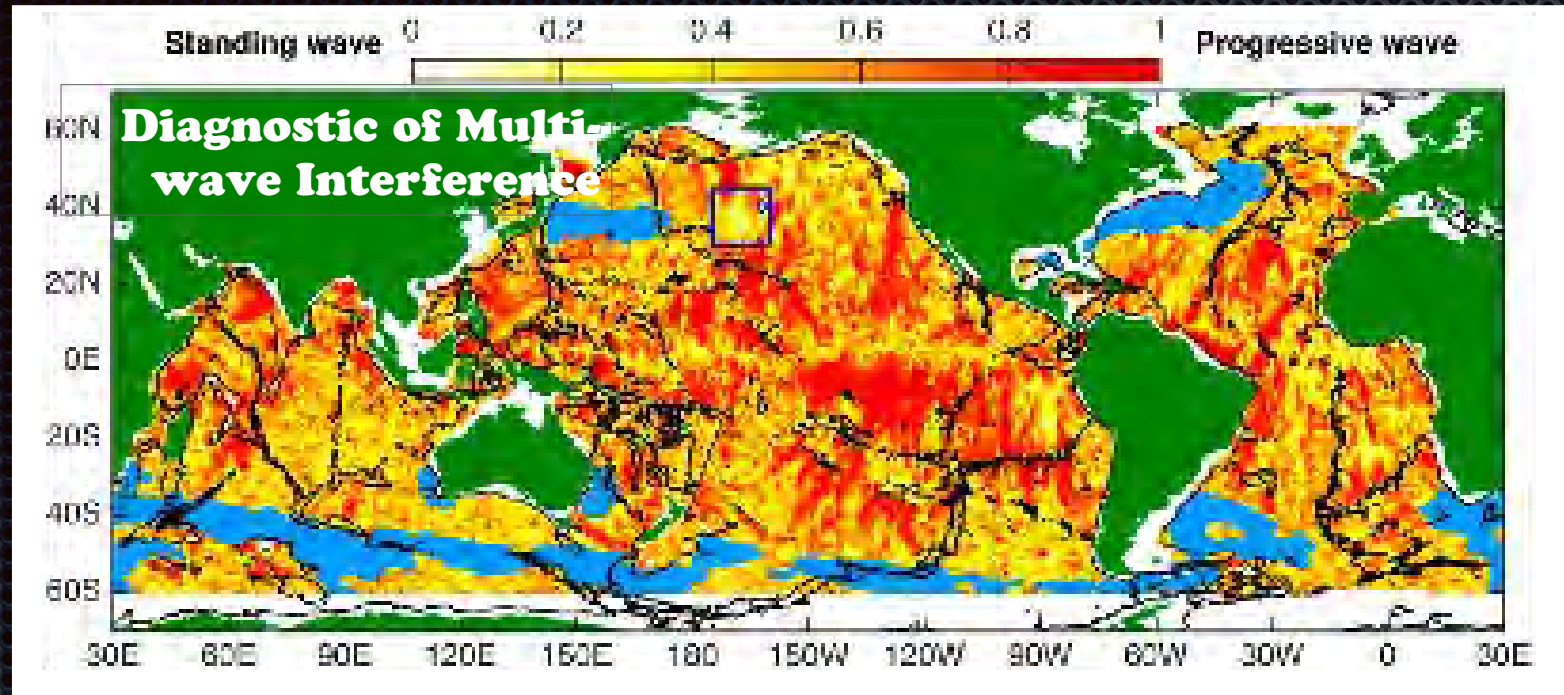 Standing wave 0 0.2 0.4 0.6 0.8 1 Progressive wave
Diagnostic of Multi-
wave Interference
60N
40N
20N
0E
20S
40S
60S
30E 60E 90E 120E 150E 180 150W 120W 90W 60W 30W 0 30E